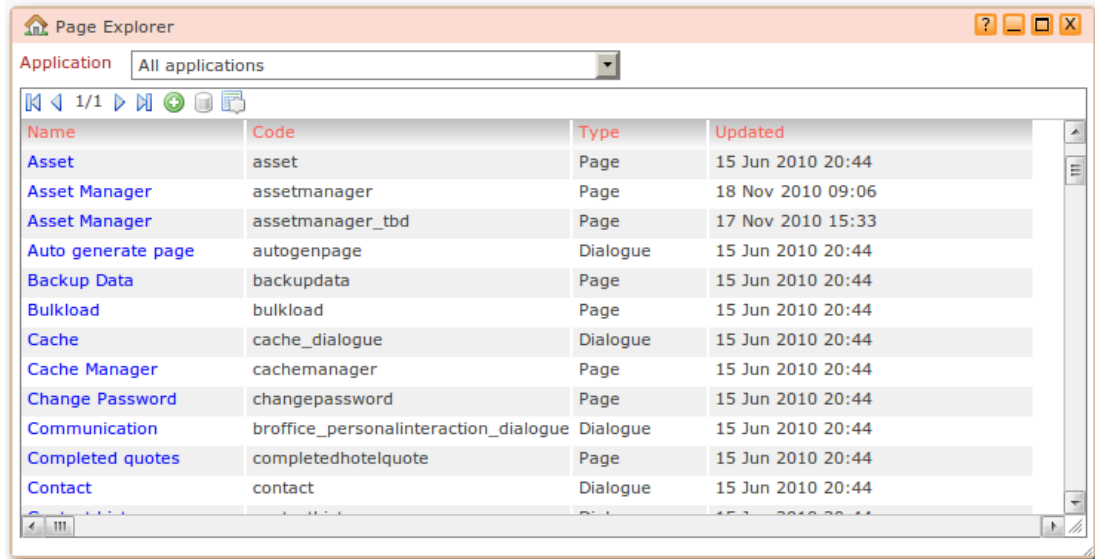 Page Explorer ? X
Application All applications
1/1
Name Code Type Updated
Asset asset Page 15 Jun 2010 20:44
Asset Manager assetmanager Page 18 Nov 2010 09:06
Asset Manager assetmanager_tbd Page 17 Nov 2010 15:33
Auto generate page autogenpage Dialogue 15 Jun 2010 20:44
Backup Data backupdata Page 15 Jun 2010 20:44
Bulkload bulkload Page 15 Jun 2010 20:44
Cache cache_dialogue Dialogue 15 Jun 2010 20:44
Cache Manager cachemanager Page 15 Jun 2010 20:44
Change Password changepassword Page 15 Jun 2010 20:44
Communication broffice_personalinteraction_dialogue Dialogue 15 Jun 2010 20:44
Completed quotes completedhotelquote Page 15 Jun 2010 20:44
Contact contact Dialogue 15 Jun 2010 20:44